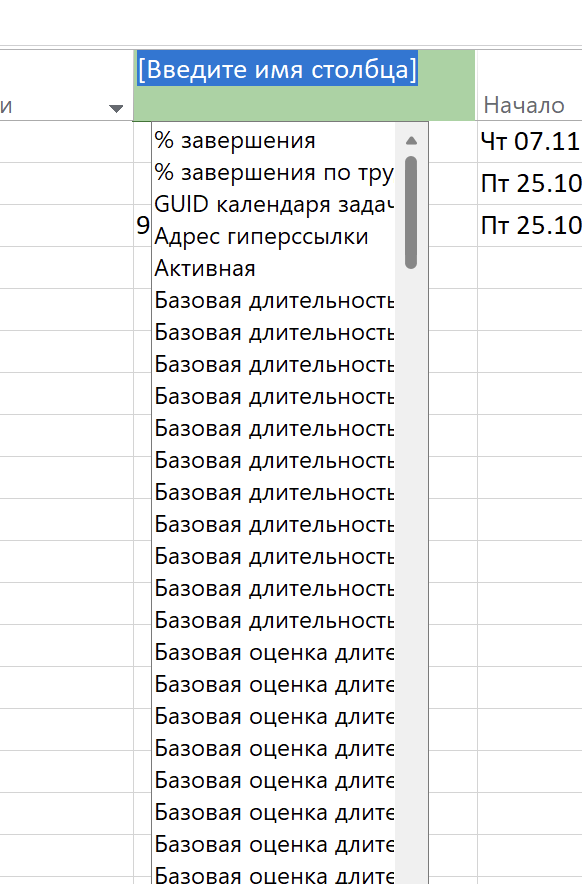 [Введите имя столбца]
и
Начало
% завершения
Чт 07.11
% завершения по тру
Пт 25.10
GUID календаря задач
9
Пт 25.10
Адрес гиперссылки
Активная
Базовая длительность
Базовая длительность
Базовая длительность
Базовая длительность
Базовая длительность
Базовая длительность
Базовая длительность
Базовая длительность
Базовая длительность
Базовая длительность
Базовая длительность
Базовая оценка длите
Базовая оценка длите
Базовая оценка длите
Базовая оценка длите
Базовая оценка длите
Базовая оценка длите
Базовая оценка длите
Базовая оценка длите